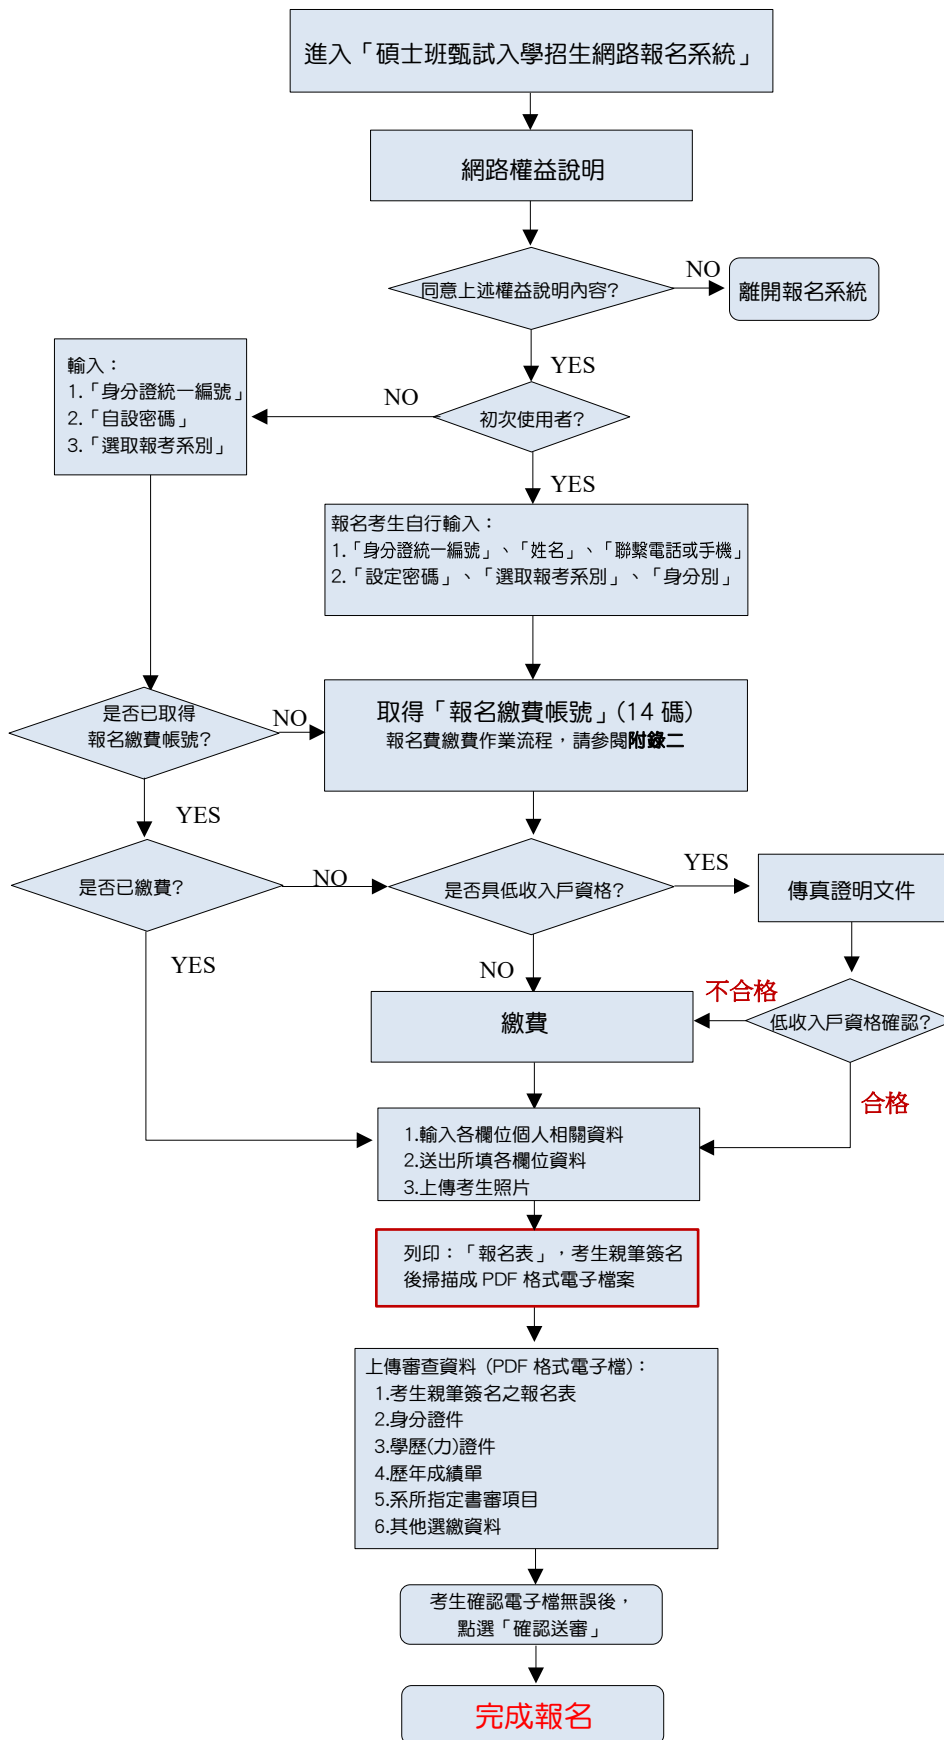 進入「碩士班甄試入學招生網路報名系統」
網路權益說明
同意上述權益說明內容?
NO
離開報名系統
YES
初次使用者?
NO
輸入：
1.「身分證統一編號」
2.「自設密碼」
3.「選取報考系別」
YES
報名考生自行輸入：
1.「身分證統一編號」、「姓名」、「聯繫電話或手機」
2.「設定密碼」、「選取報考系別」、「身分別」
是否已取得
報名繳費帳號?
NO
取得「報名繳費帳號」(14 碼)
報名費繳費作業流程，請參閱附錄二
YES
是否已繳費?
NO
是否具低收入戶資格?
YES
傳真證明文件
YES
NO
不合格
低收入戶資格確認?
繳費
合格
1.輸入各欄位個人相關資料
2.送出所填各欄位資料
3.上傳考生照片
列印：「報名表」，考生親筆簽名
後掃描成 PDF 格式電子檔案
上傳審查資料 (PDF 格式電子檔)：
1.考生親筆簽名之報名表
2.身分證件
3.學歷(力)證件
4.歷年成績單
5.系所指定書審項目
6.其他選繳資料
考生確認電子檔無誤後，
點選「確認送審」
完成報名